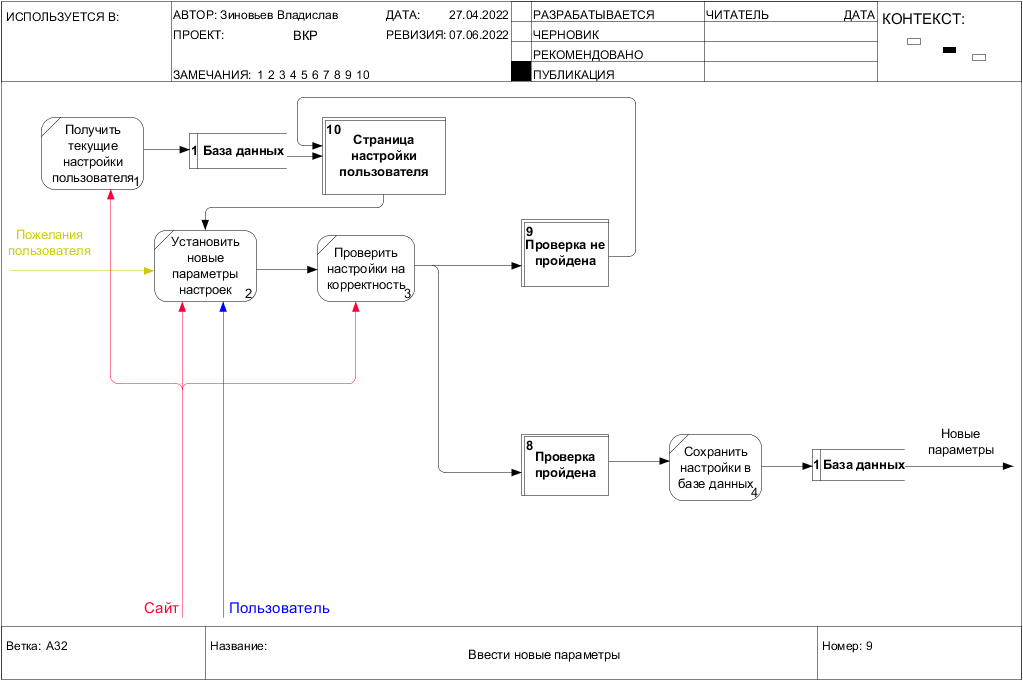 ИСПОЛЬЗУЕТСЯ В:
АВТОР: Зиновьев Владислав
ДАТА: 27.04.2022
ПРОЕКТ: ВКР
РЕВИЗИЯ: 07.06.2022
ЗАМЕЧАНИЯ: 1 2 3 4 5 6 7 8 9 10
РАЗРАБАТЫВАЕТСЯ
ЧЕРНОВИК
РЕКОМЕНДОВАНО
ПУБЛИКАЦИЯ
ЧИТАТЕЛЬ
ДАТА
КОНТЕКСТ:
Получить
текущие
настройки
пользователя
1
1 База данных
10
Страница
настройки
пользователя
Пожелания
пользователя
Установить
новые
параметры
настроек
2
Проверить
настройки на
корректность
3
9
Проверка не
пройдена
8
Проверка
пройдена
Сохранить
настройки в
базе данных
4
1 База данных
Новые
параметры
Сайт
Пользователь
Ветка: A32
Название:
Ввести новые параметры
Номер: 9